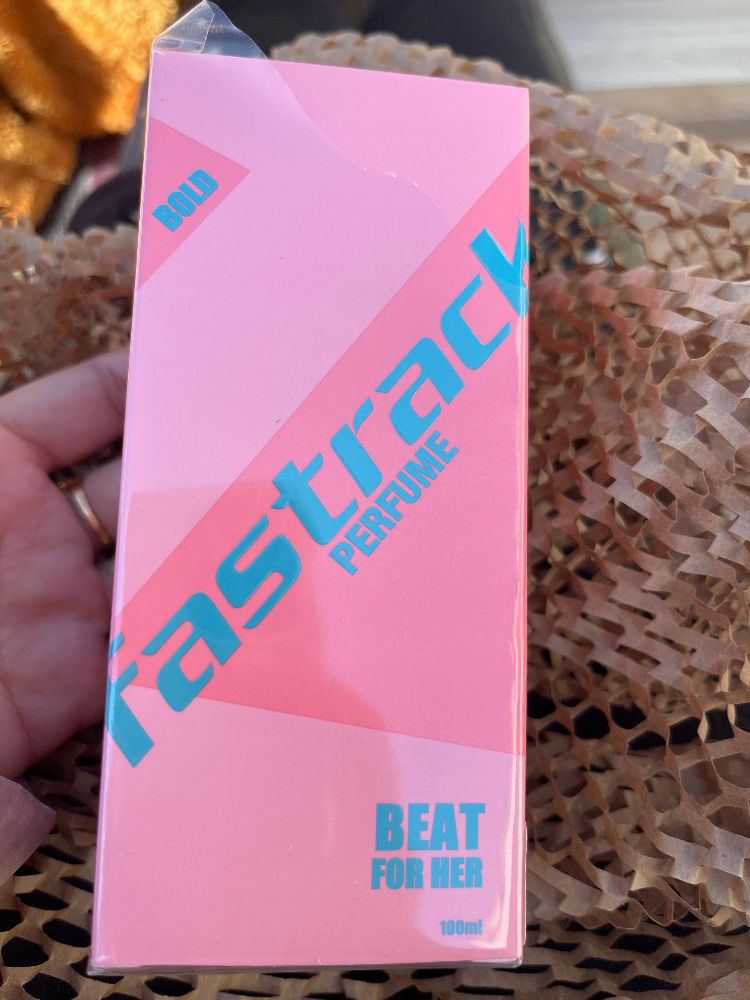 BOLD
fastrack
PERFUME
BEAT
FOR HER
100ml